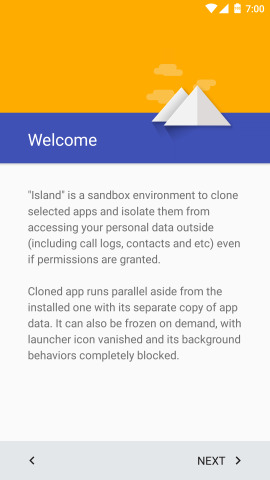 7:00
Welcome
"Island" is a sandbox environment to clone
selected apps and isolate them from
accessing your personal data outside
(including call logs, contacts and etc) even
if permissions are granted.
Cloned app runs parallel aside from the
installed one with its separate copy of app
data. It can also be frozen on demand, with
launcher icon vanished and its background
behaviors completely blocked.
NEXT